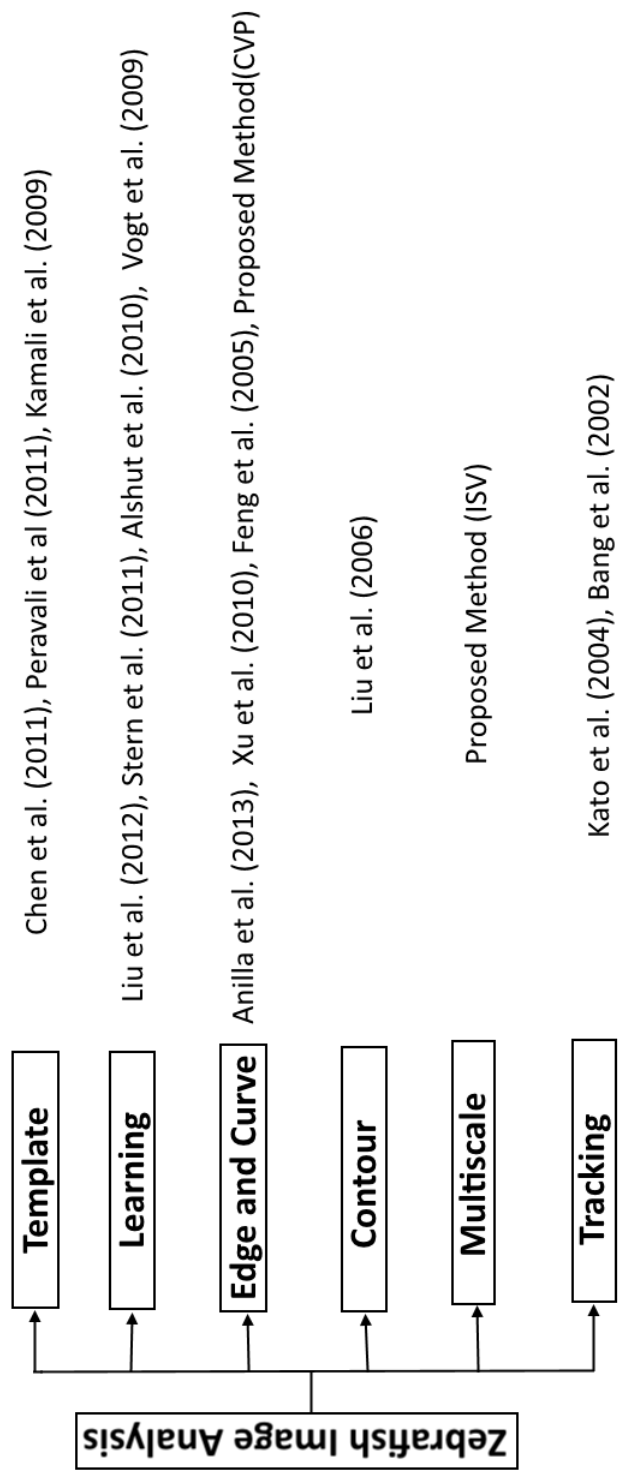 Zebrafish Image Analysis
Template
Chen et al. (2011), Peravali et al (2011), Kamali et al. (2009)
Learning
Liu et al. (2012), Stern et al. (2011), Alshut et al. (2010), Vogt et al. (2009)
Edge and Curve
Anilla et al. (2013), Xu et al. (2010), Feng et al. (2005), Proposed Method(CVP)
Contour
Liu et al. (2006)
Multiscale
Proposed Method (ISV)
Tracking
Kato et al. (2004), Bang et al. (2002)